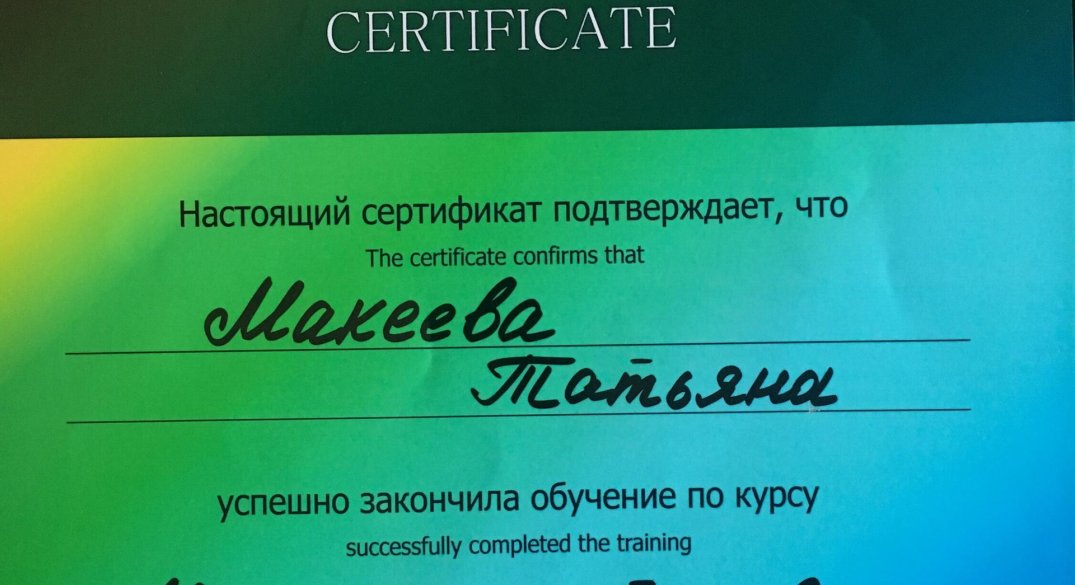 CERTIFICATE
Настоящий сертификат подтверждает, что
The certificate confirms that
Макеева
Татьяна
успешно закончила обучение по курсу
successfully completed the training